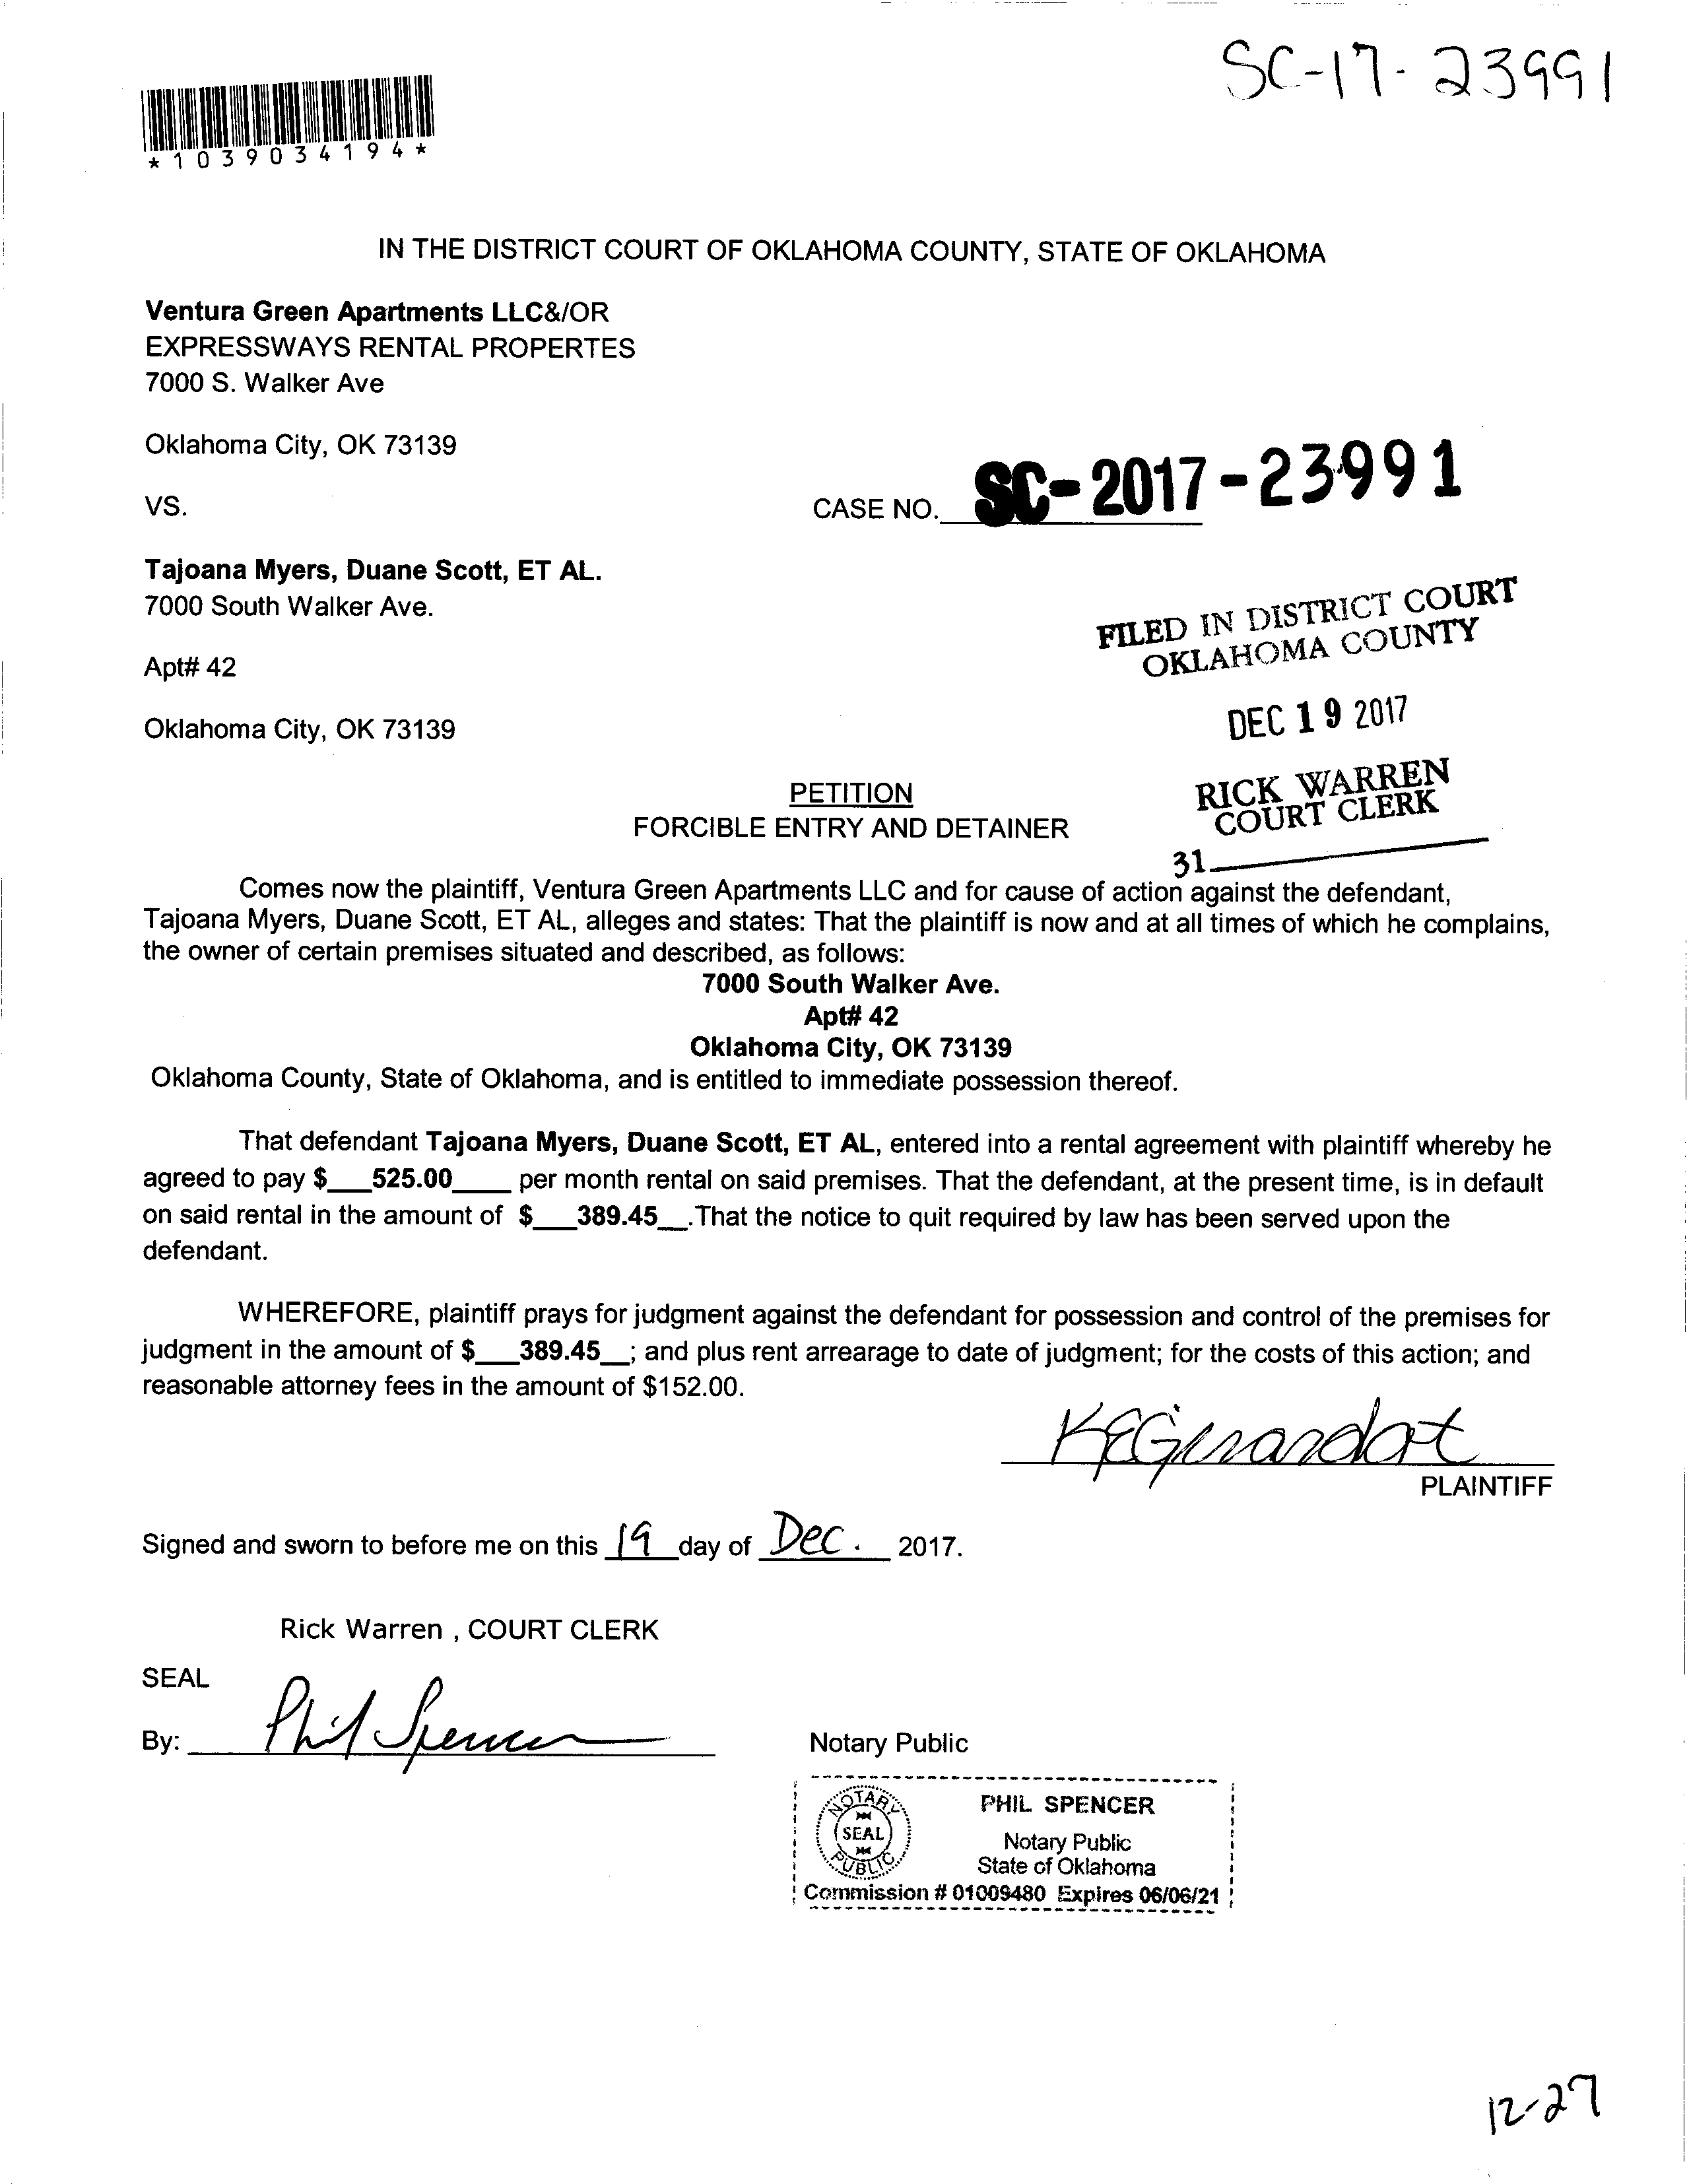 SC-17-23991
*1039034194*
IN THE DISTRICT COURT OF OKLAHOMA COUNTY, STATE OF OKLAHOMA
Ventura Green Apartments LLC&/OR
EXPRESSWAYS RENTAL PROPERTES
7000 S. Walker Ave
Oklahoma City, OK 73139
VS.
CASE NO. SC-2017-23991
Tajoana Myers, Duane Scott, ET AL.
7000 South Walker Ave.
Apt# 42
Oklahoma City, OK 73139
FILED IN DISTRICT COURT
OKLAHOMA COUNTY
DEC 19 2017
RICK WARREN
COURT CLERK
31
PETITION
FORCIBLE ENTRY AND DETAINER
Comes now the plaintiff, Ventura Green Apartments LLC and for cause of action against the defendant,
Tajoana Myers, Duane Scott, ET AL, alleges and states: That the plaintiff is now and at all times of which he complains,
the owner of certain premises situated and described, as follows:
7000 South Walker Ave.
Apt# 42
Oklahoma City, OK 73139
Oklahoma County, State of Oklahoma, and is entitled to immediate possession thereof.
That defendant Tajoana Myers, Duane Scott, ET AL, entered into a rental agreement with plaintiff whereby he
agreed to pay $___525.00____ per month rental on said premises. That the defendant, at the present time, is in default
on said rental in the amount of $___389.45__.That the notice to quit required by law has been served upon the
defendant.
WHEREFORE, plaintiff prays for judgment against the defendant for possession and control of the premises for
judgment in the amount of $___389.45__; and plus rent arrearage to date of judgment; for the costs of this action; and
reasonable attorney fees in the amount of $152.00.
KEGirardot
PLAINTIFF
Signed and sworn to before me on this 19 day of Dec. 2017.
Rick Warren , COURT CLERK
SEAL
By: Phil Spencer
Notary Public
NOTARY
SEAL
PUBLIC
PHIL SPENCER
Notary Public
State of Oklahoma
Commission # 01009480 Expires 06/06/21
12-27